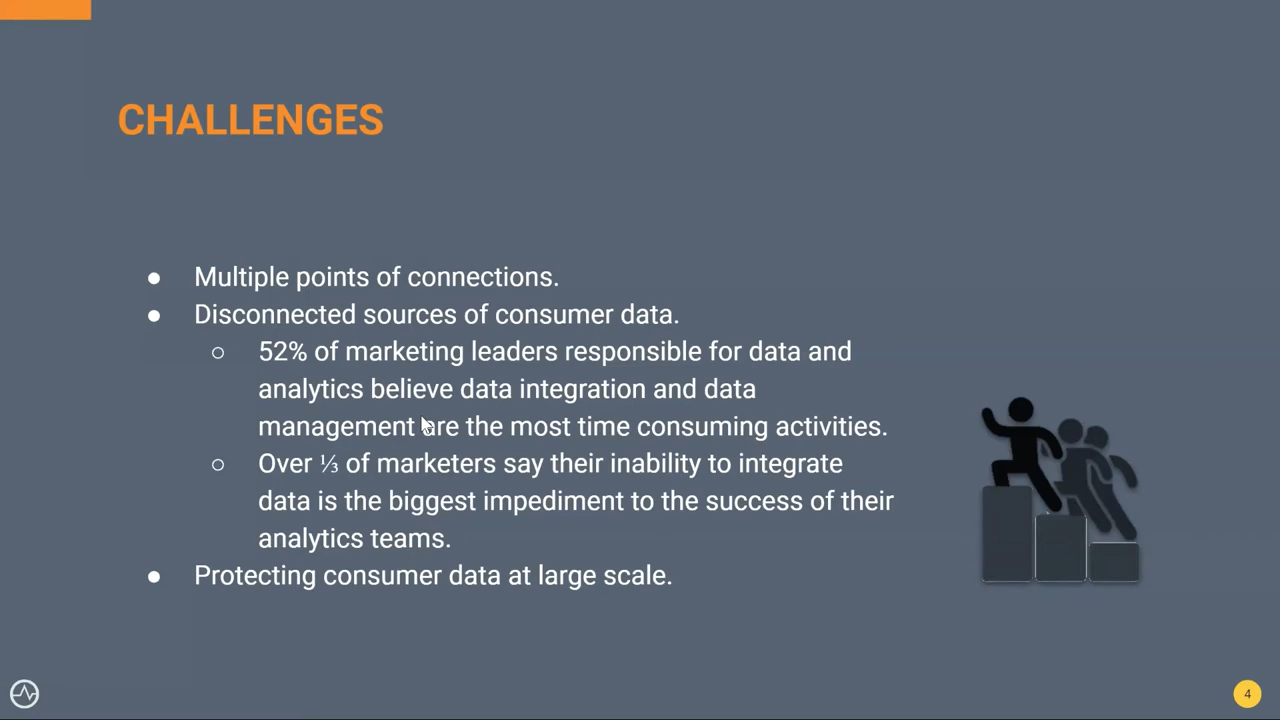 CHALLENGES
● Multiple points of connections.
● Disconnected sources of consumer data.
○ 52% of marketing leaders responsible for data and
analytics believe data integration and data
management are the most time consuming activities.
○ Over ⅓ of marketers say their inability to integrate
data is the biggest impediment to the success of their
analytics teams.
● Protecting consumer data at large scale.
4